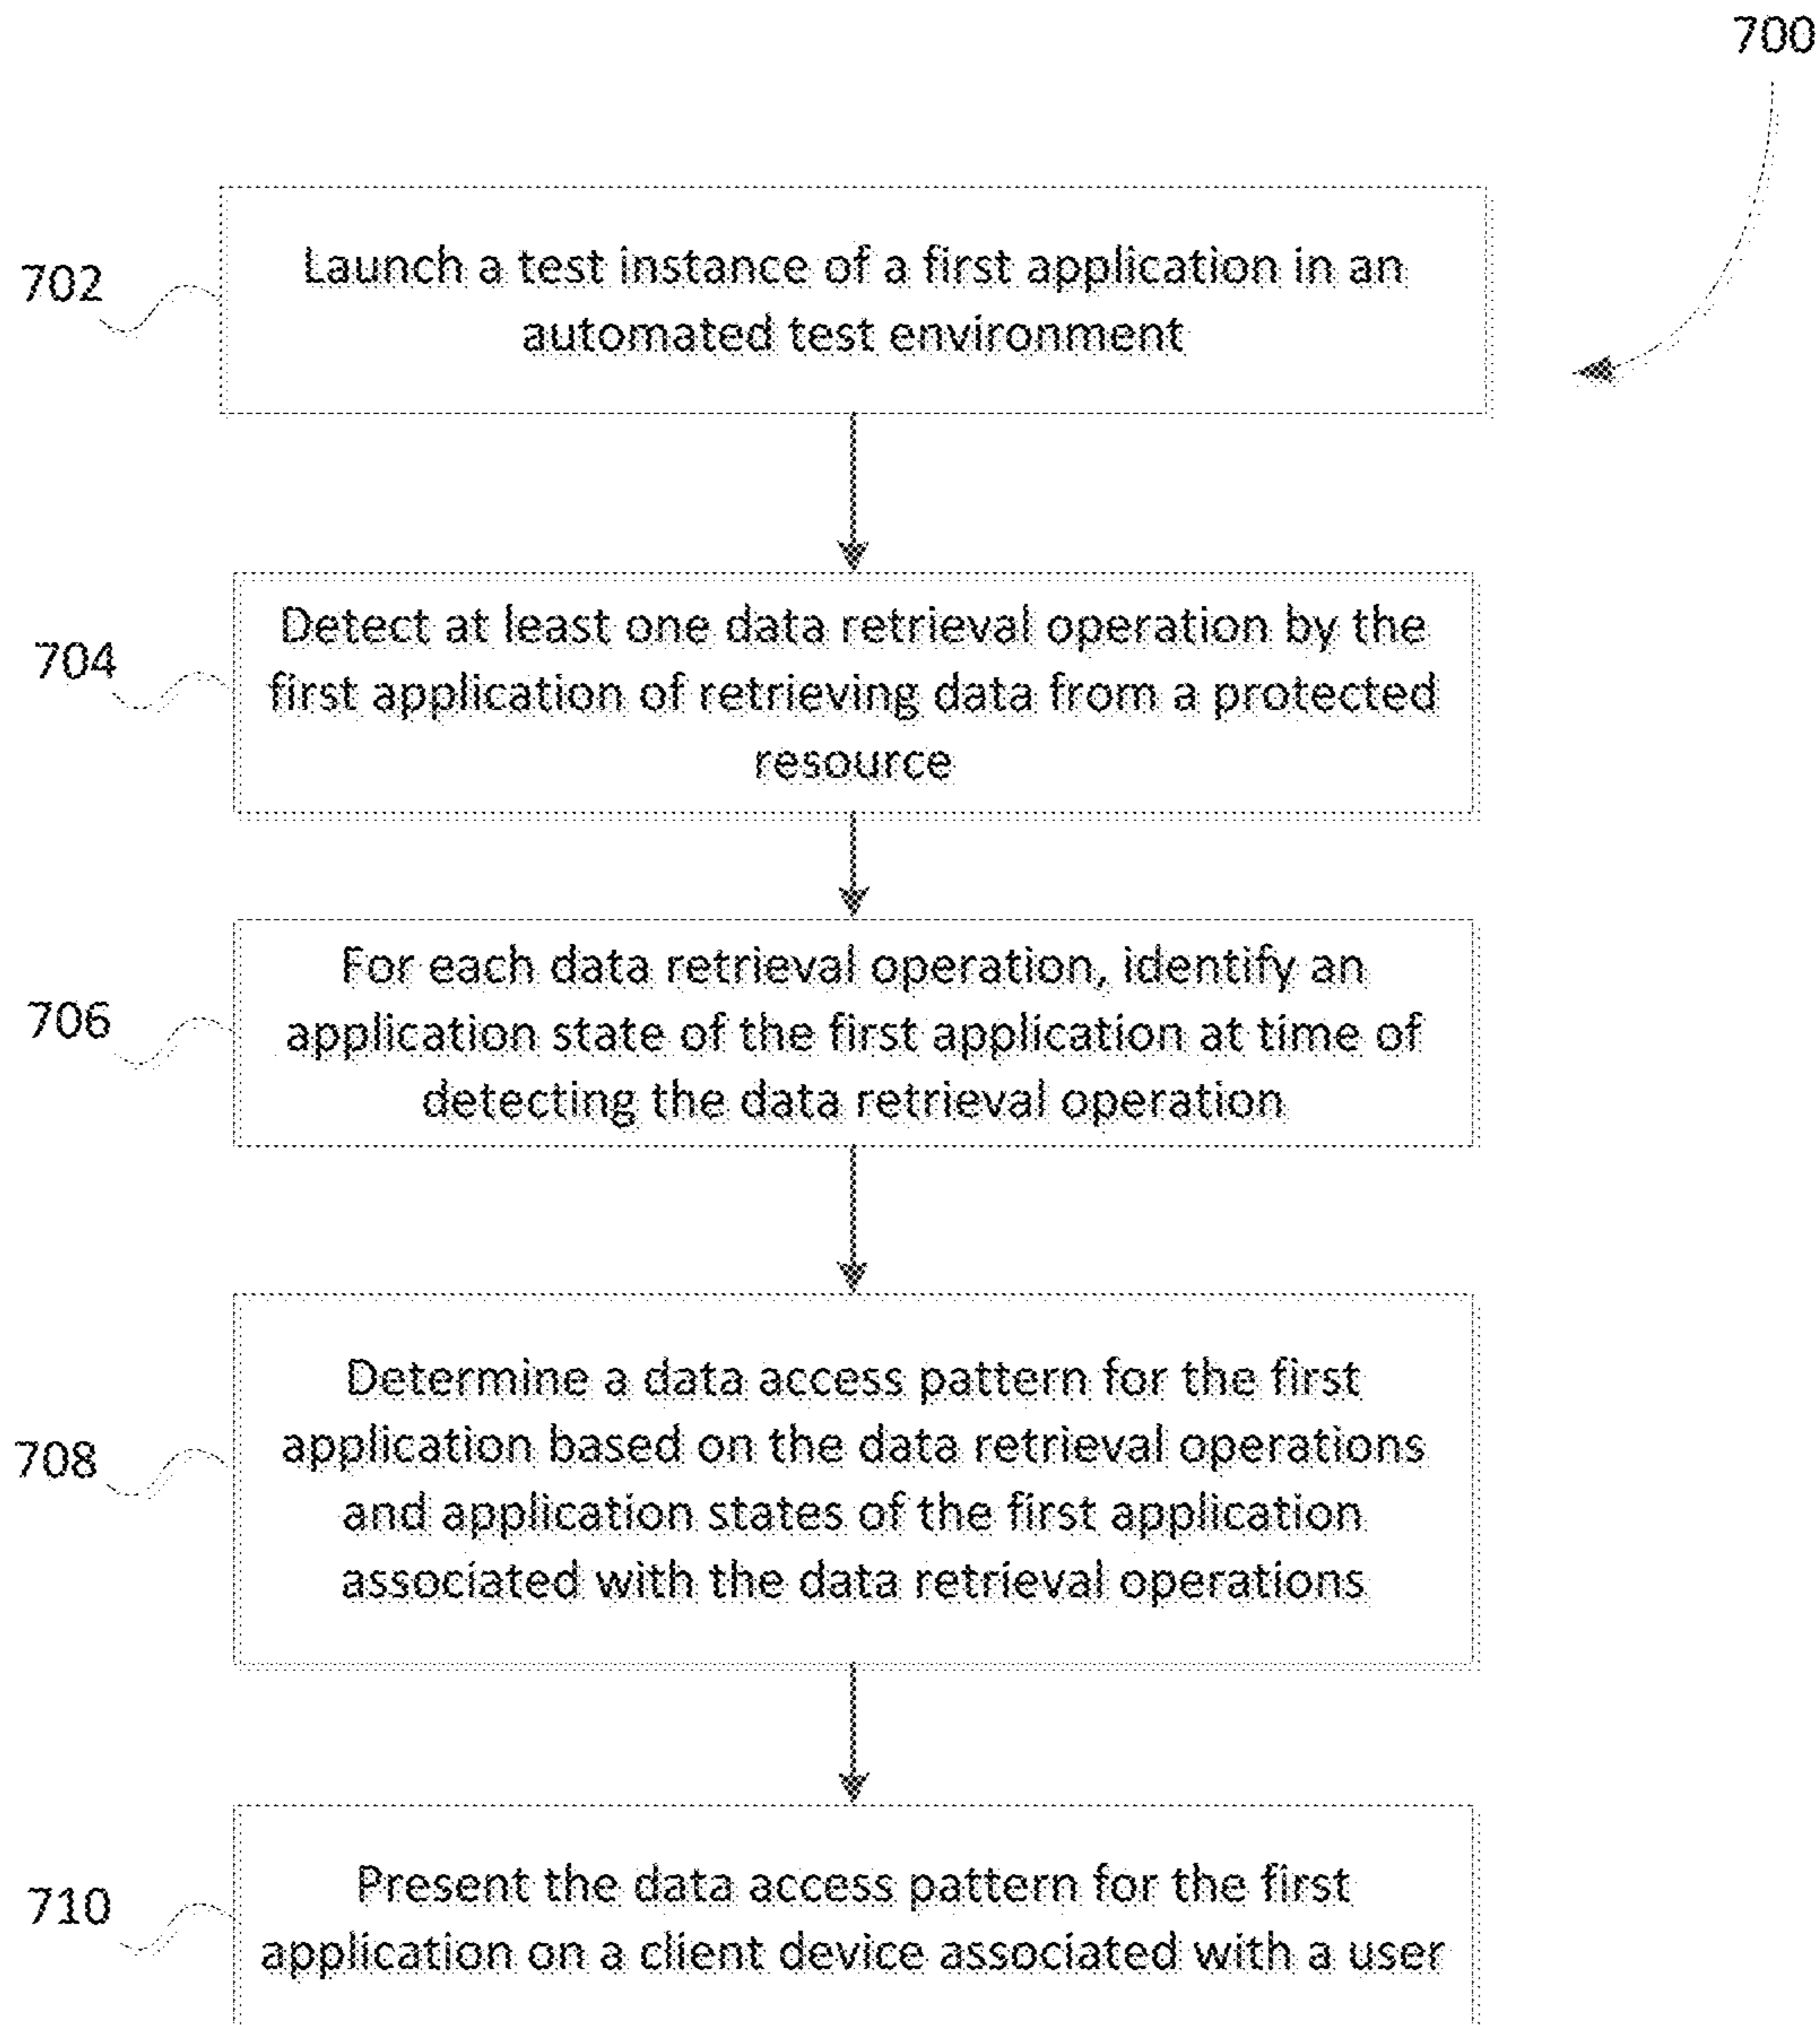 700
702
Launch a test instance of a first application in an
automated test environment
704
Detect at least one data retrieval operation by the
first application of retrieving data from a protected
resource
706
For each data retrieval operation, identify an
application state of the first application at time of
detecting the data retrieval operation
708
Determine a data access pattern for the first
application based on the data retrieval operations
and application states of the first application
associated with the data retrieval operations
710
Present the data access pattern for the first
application on a client device associated with a user